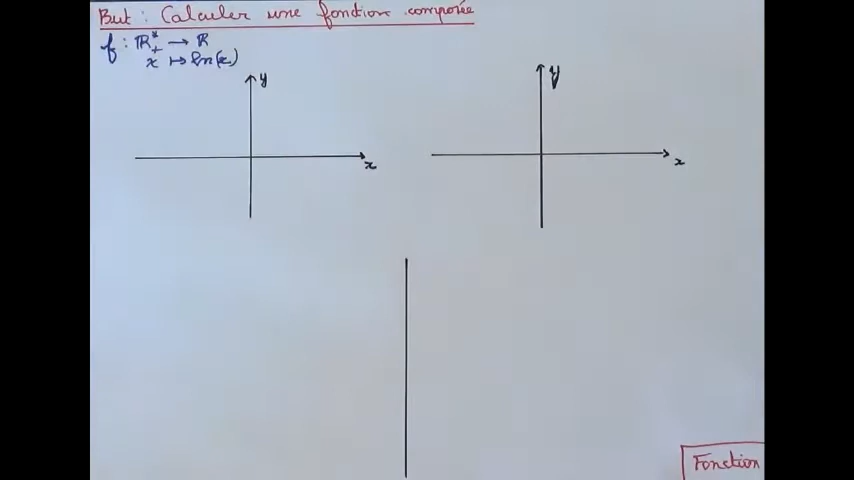 But : Calculer une fonction composée
f : ℝ₊* → ℝ
x ↦ ln(x)
y
y
x
x
Fonction